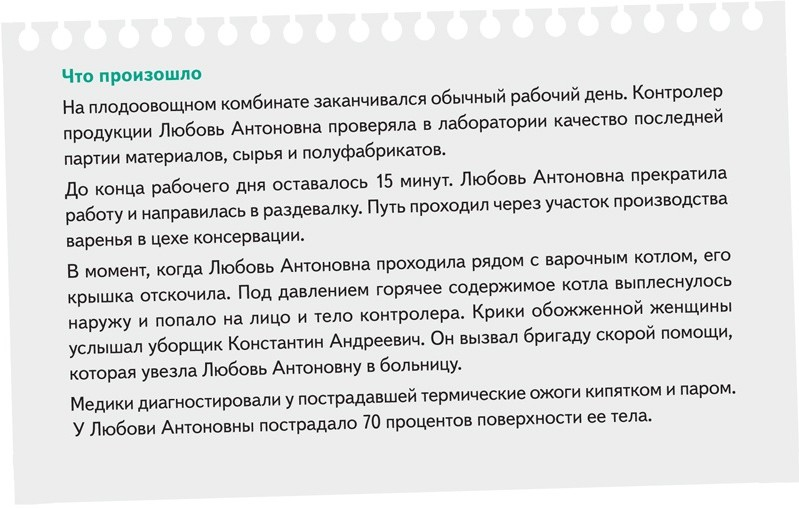 Что произошло
На плодоовощном комбинате заканчивался обычный рабочий день. Контролер
продукции Любовь Антоновна проверяла в лаборатории качество последней
партии материалов, сырья и полуфабрикатов.
До конца рабочего дня оставалось 15 минут. Любовь Антоновна прекратила
работу и направилась в раздевалку. Путь проходил через участок производства
варенья в цехе консервации.
В момент, когда Любовь Антоновна проходила рядом с варочным котлом, его
крышка отскочила. Под давлением горячее содержимое котла выплеснулось
наружу и попало на лицо и тело контролера. Крики обожженной женщины
услышал уборщик Константин Андреевич. Он вызвал бригаду скорой помощи,
которая увезла Любовь Антоновну в больницу.
Медики диагностировали у пострадавшей термические ожоги кипятком и паром.
У Любови Антоновны пострадало 70 процентов поверхности ее тела.